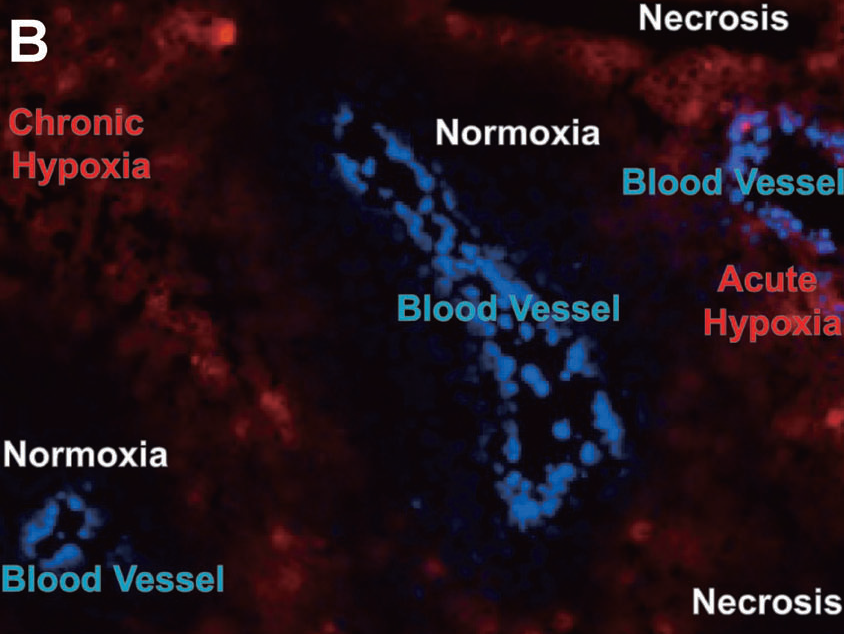 B
Necrosis
Chronic
Hypoxia
Normoxia
Blood Vessel
Blood Vessel
Acute
Hypoxia
Normoxia
Blood Vessel
Necrosis